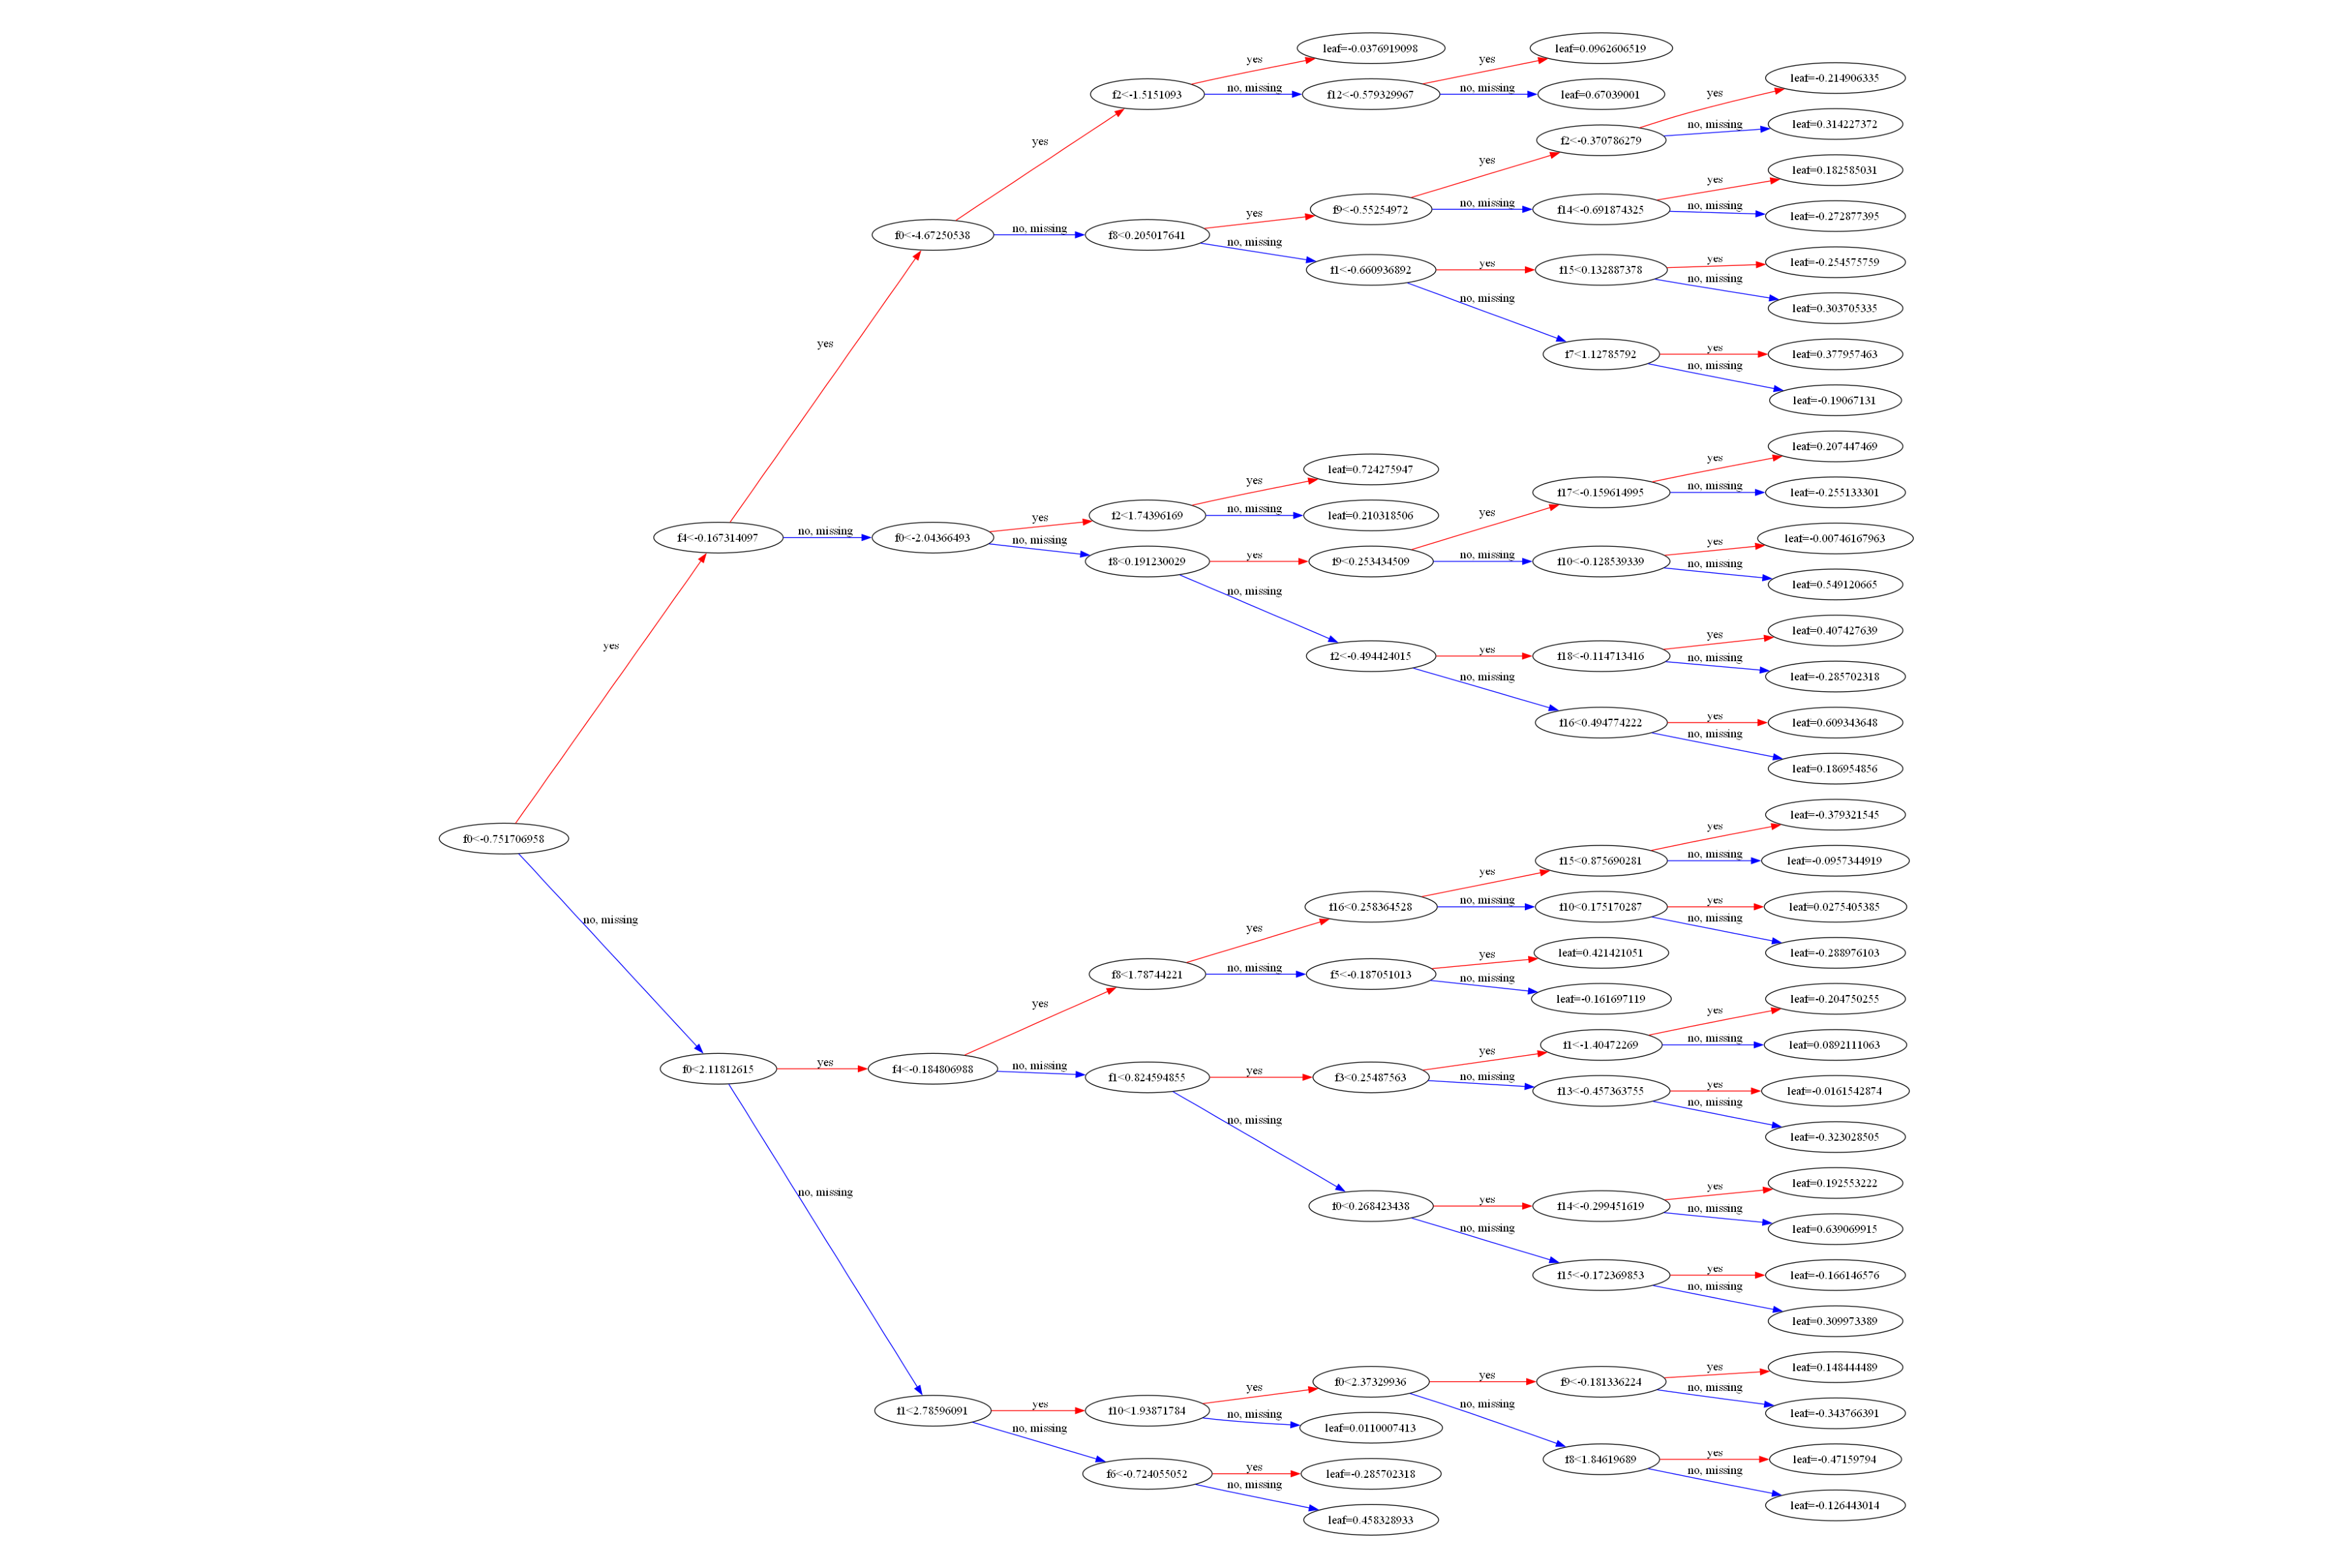 leaf=-0.0376919098
leaf=0.0962606519
yes
yes
leaf=-0.214906335
f2<-1.5151093
no, missing
f12<-0.579329967
no, missing
leaf=0.67039001
yes
leaf=0.314227372
no, missing
yes
f2<-0.370786279
yes
leaf=0.182585031
yes
no, missing
f9<-0.55254972
no, missing
f14<-0.691874325
leaf=-0.272877395
yes
f0<-4.67250538
no, missing
f8<0.205017641
no, missing
leaf=-0.254575759
yes
f1<-0.660936892
yes
f15<0.132887378
no, missing
no, missing
leaf=0.303705335
yes
f7<1.12785792
yes
leaf=0.377957463
no, missing
leaf=-0.19067131
leaf=0.207447469
yes
leaf=0.724275947
yes
f17<-0.159614995
no, missing
leaf=-0.255133301
f2<1.74396169
no, missing
leaf=0.210318506
yes
yes
f4<-0.167314097
no, missing
f0<-2.04366493
no, missing
yes
leaf=-0.00746167963
f8<0.191230029
yes
f9<0.253434509
no, missing
f10<-0.128539339
no, missing
leaf=0.549120665
no, missing
leaf=0.407427639
yes
yes
f2<-0.494424015
yes
f18<-0.114713416
no, missing
no, missing
leaf=-0.285702318
f16<0.494774222
yes
leaf=0.609343648
no, missing
leaf=0.186954856
leaf=-0.379321545
yes
f0<-0.751706958
f15<0.875690281
no, missing
leaf=-0.0957344919
yes
no, missing
f16<0.258364528
no, missing
f10<0.175170287
yes
leaf=0.0275405385
no, missing
yes
leaf=-0.288976103
leaf=0.421421051
yes
f8<1.78744221
no, missing
f5<-0.187051013
no, missing
leaf=-0.161697119
leaf=-0.204750255
yes
yes
f1<-1.40472269
no, missing
leaf=0.0892111063
yes
f0<2.11812615
yes
f4<-0.184806988
no, missing
f1<0.824594855
yes
f3<0.25487563
no, missing
f13<-0.457363755
yes
leaf=-0.0161542874
no, missing
no, missing
leaf=-0.323028505
leaf=0.192553222
no, missing
yes
f0<0.268423438
yes
f14<-0.299451619
no, missing
leaf=0.639069915
no, missing
f15<-0.172369853
yes
leaf=-0.166146576
no, missing
leaf=0.309973389
leaf=0.148444489
yes
f0<2.37329936
yes
f9<-0.181336224
no, missing
leaf=-0.343766391
yes
no, missing
f1<2.78596091
yes
f10<1.93871784
no, missing
leaf=0.0110007413
no, missing
yes
f8<1.84619689
leaf=-0.47159794
f6<-0.724055052
yes
leaf=-0.285702318
no, missing
no, missing
leaf=-0.126443014
leaf=0.458328933